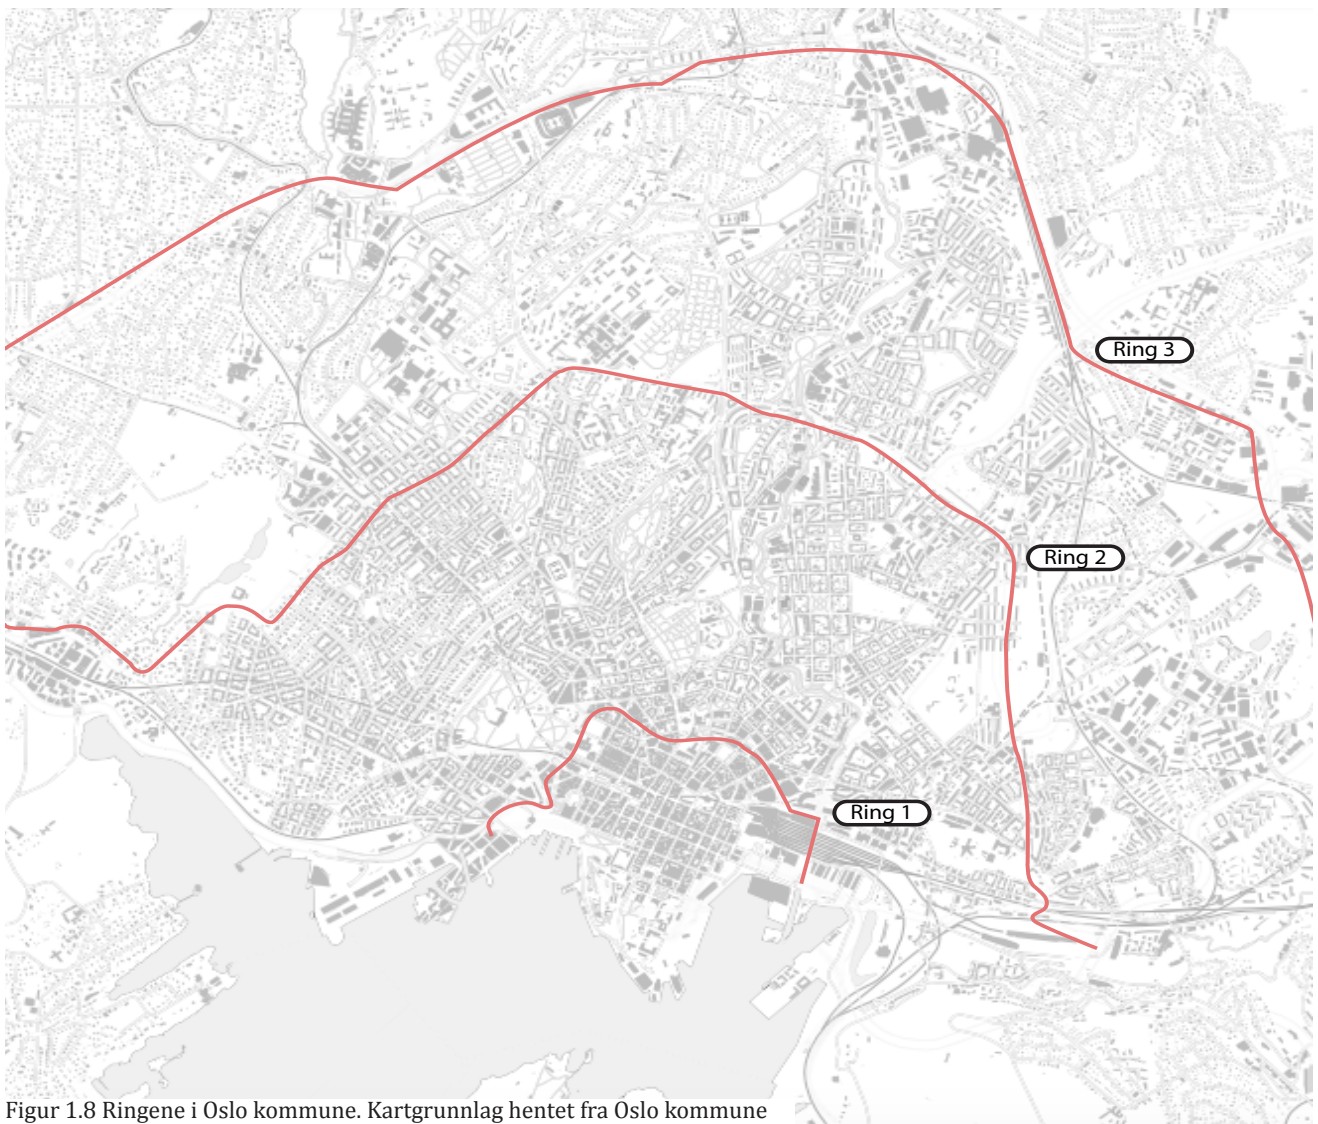 Ring 3
Ring 2
Ring 1
Figur 1.8 Ringene i Oslo kommune. Kartgrunnlag hentet fra Oslo kommune